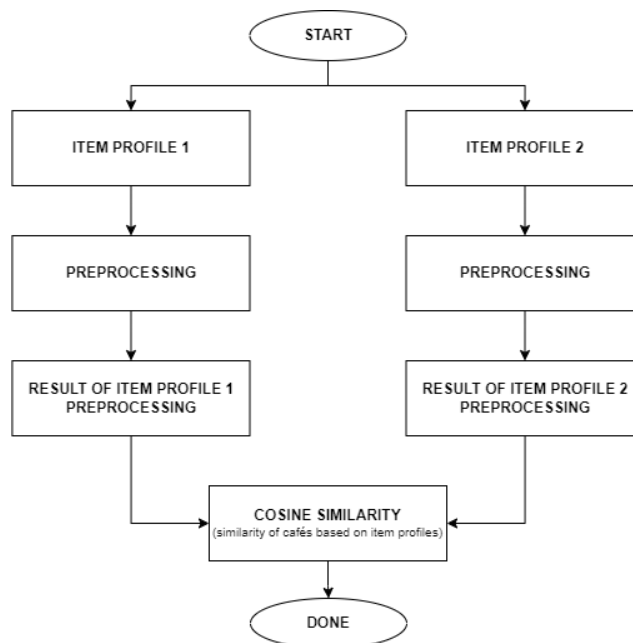 START
ITEM PROFILE 1
ITEM PROFILE 2
PREPROCESSING
PREPROCESSING
RESULT OF ITEM PROFILE 1
PREPROCESSING
RESULT OF ITEM PROFILE 2
PREPROCESSING
COSINE SIMILARITY
(similarity of cafés based on item profiles)
DONE